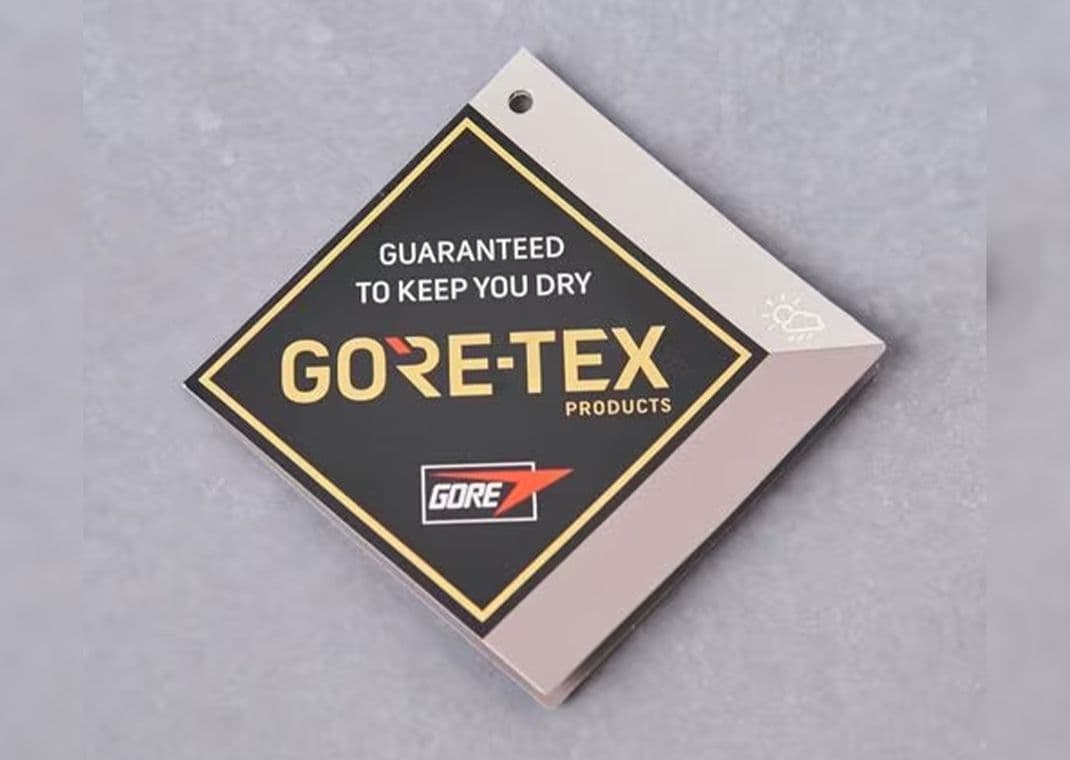 GUARANTEED
TO KEEP YOU DRY
GORE-TEX
PRODUCTS
GORE